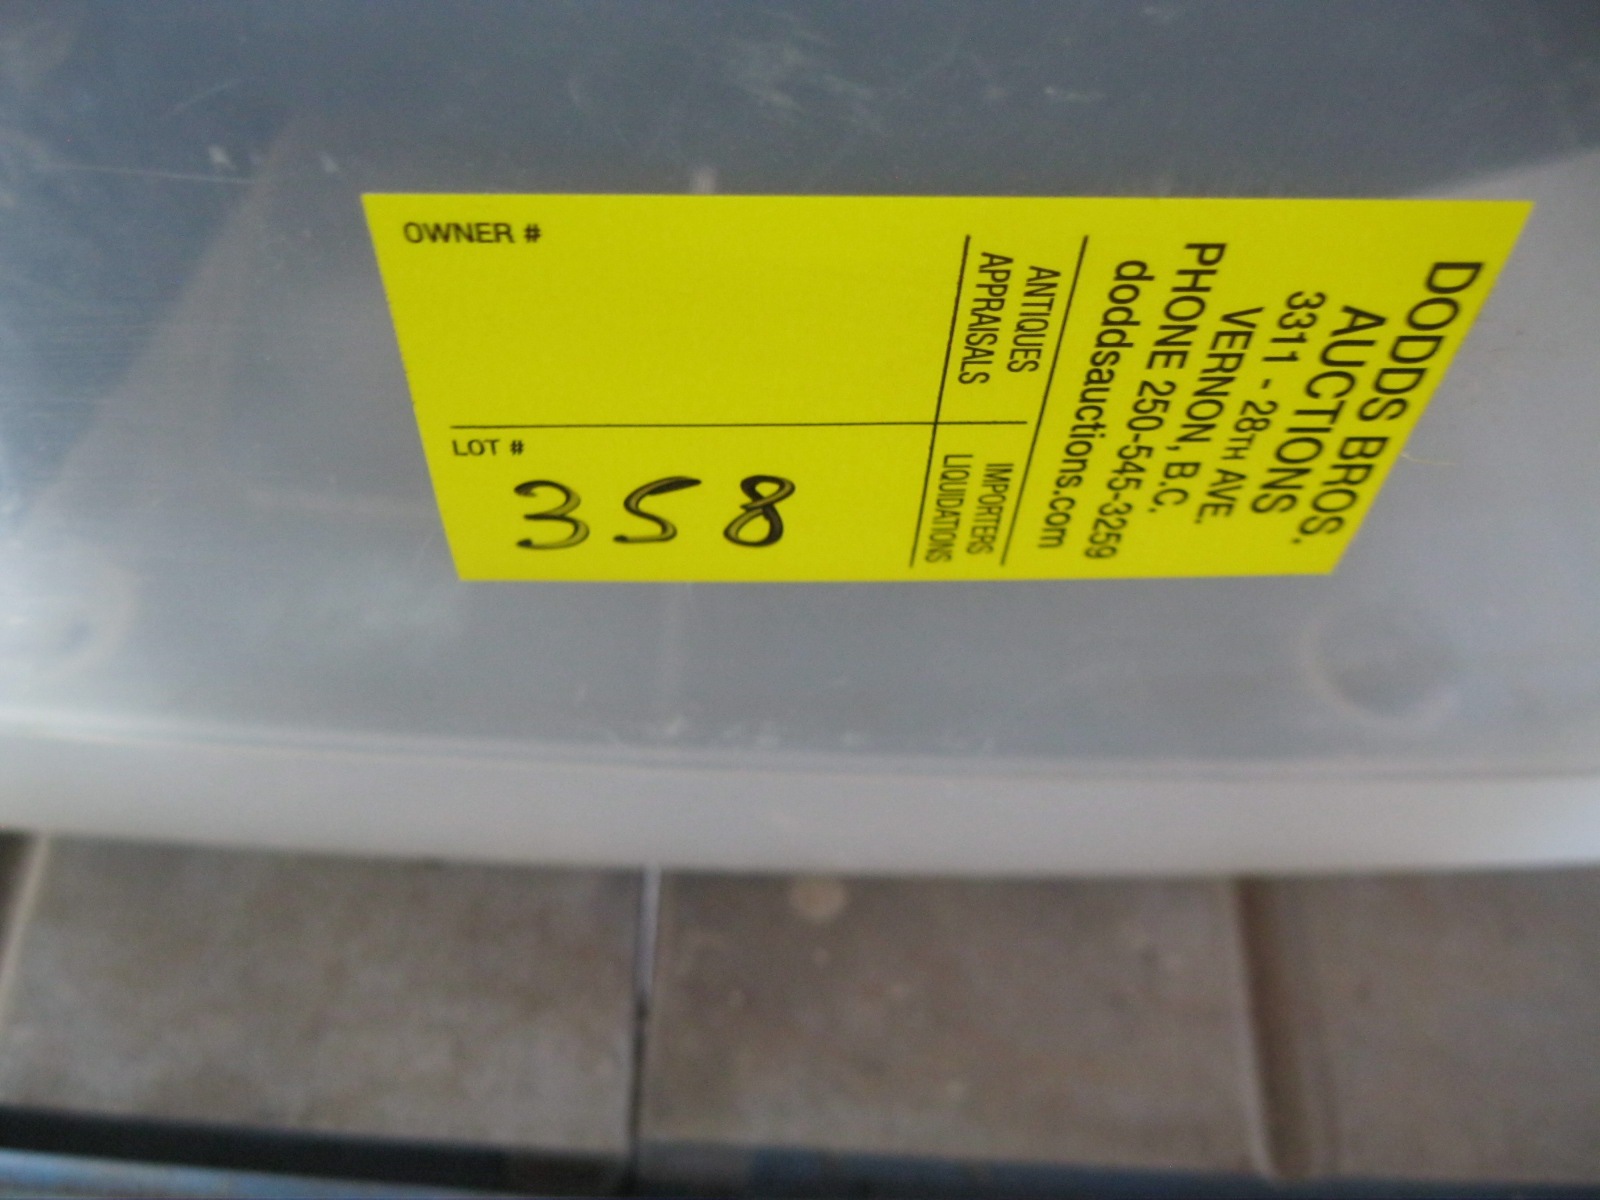 DODDS BROS.
AUCTIONS
3311 - 28TH AVE.
VERNON, B.C.
PHONE 250-545-3259
doddsauctions.com
ANTIQUES
APPRAISALS
IMPORTERS
LIQUIDATIONS
OWNER #
LOT #
358